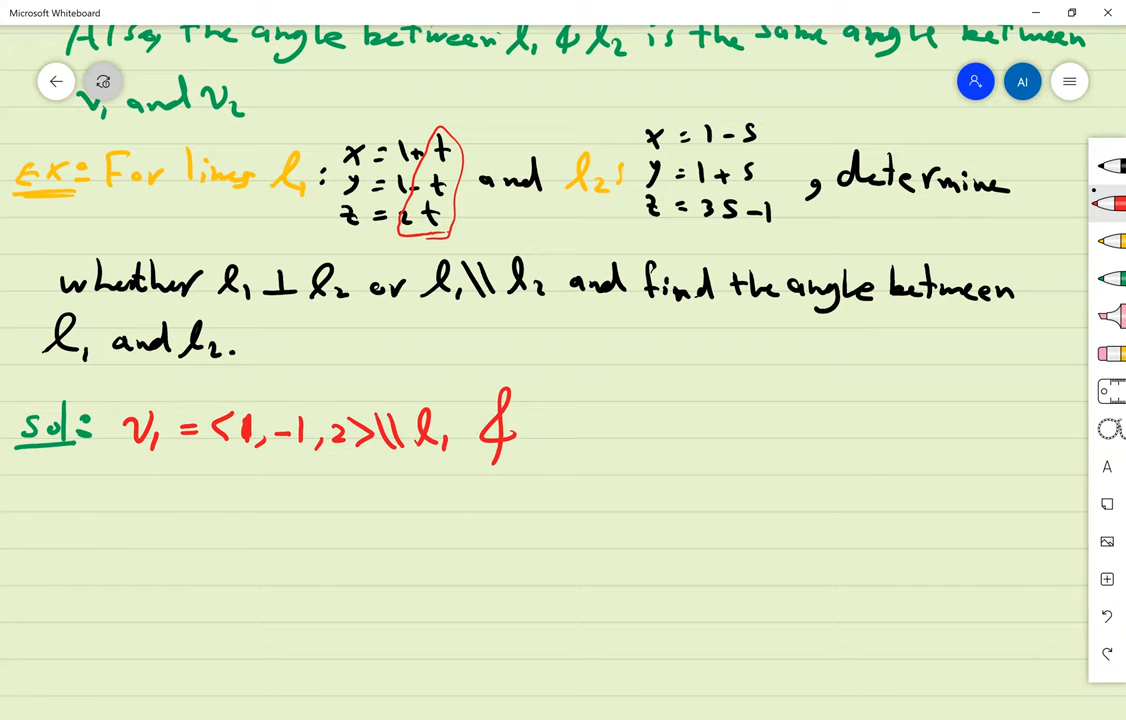 Microsoft Whiteboard
Also, the angle between l₁ & l₂ is the same angle between
v₁ and v₂
AI
Ex: For lines l₁: x = 1+t y = 1-t z = 2t and l₂: x = 1-s y = 1+s z = 3s-1, determine
whether l₁ ⊥ l₂ or l₁ \\ l₂ and find the angle between
l₁ and l₂.
sol: v₁ = <1, -1, 2> \\ l₁ &
A